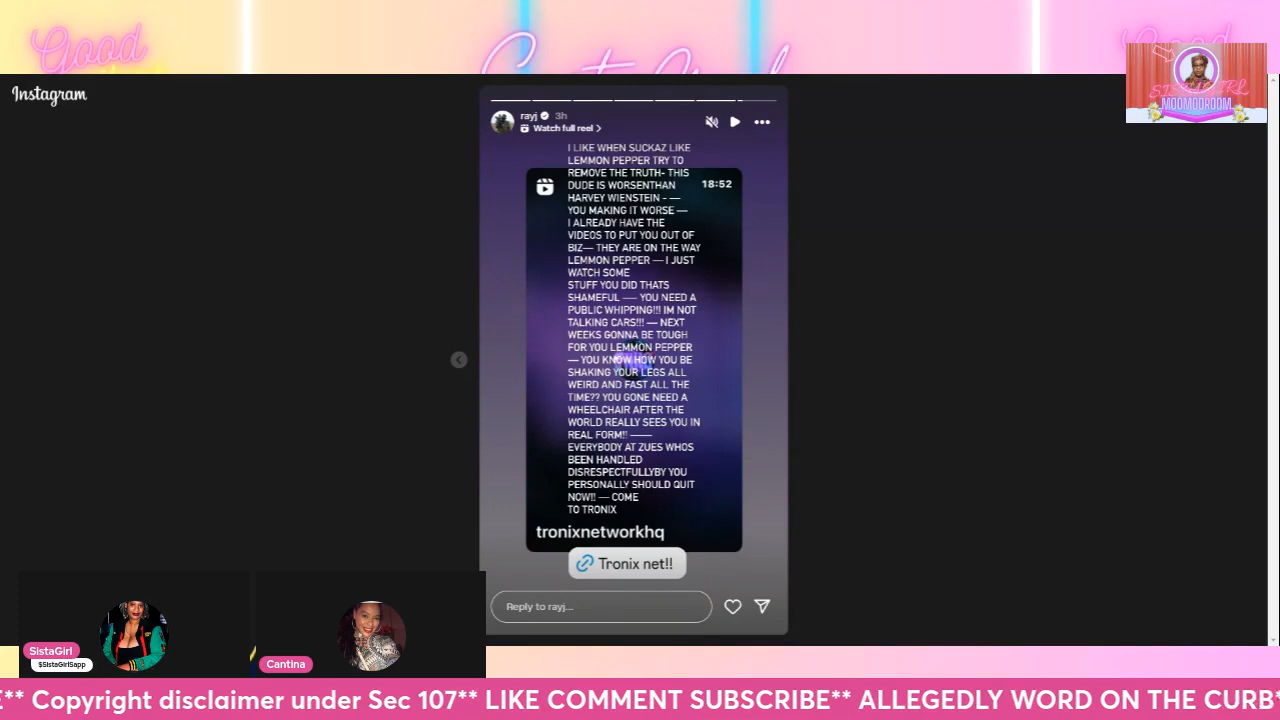 Good
Good
Instagram
SISTAGIRL
MOOMOOROOM
rayj 3h
Watch full reel
18:52
I LIKE WHEN SUCKAZ LIKE
LEMMON PEPPER TRY TO
REMOVE THE TRUTH- THIS
DUDE IS WORSENTHAN
HARVEY WIENSTEIN - —
YOU MAKING IT WORSE —
I ALREADY HAVE THE
VIDEOS TO PUT YOU OUT OF
BIZ— THEY ARE ON THE WAY
LEMMON PEPPER — I JUST
WATCH SOME
STUFF YOU DID THATS
SHAMEFUL —– YOU NEED A
PUBLIC WHIPPING!!! IM NOT
TALKING CARS!!! — NEXT
WEEKS GONNA BE TOUGH
FOR YOU LEMMON PEPPER
— YOU KNOW HOW YOU BE
SHAKING YOUR LEGS ALL
WEIRD AND FAST ALL THE
TIME?? YOU GONE NEED A
WHEELCHAIR AFTER THE
WORLD REALLY SEES YOU IN
REAL FORM!! —–
EVERYBODY AT ZUES WHOS
BEEN HANDLED
DISRESPECTFULLYBY YOU
PERSONALLY SHOULD QUIT
NOW!! — COME
TO TRONIX
tronixnetworkhq
Tronix net!!
Reply to rayj...
SistaGirl
$SistaGirlSapp
Cantina
E** Copyright disclaimer under Sec 107** LIKE COMMENT SUBSCRIBE** ALLEGEDLY WORD ON THE CURB*